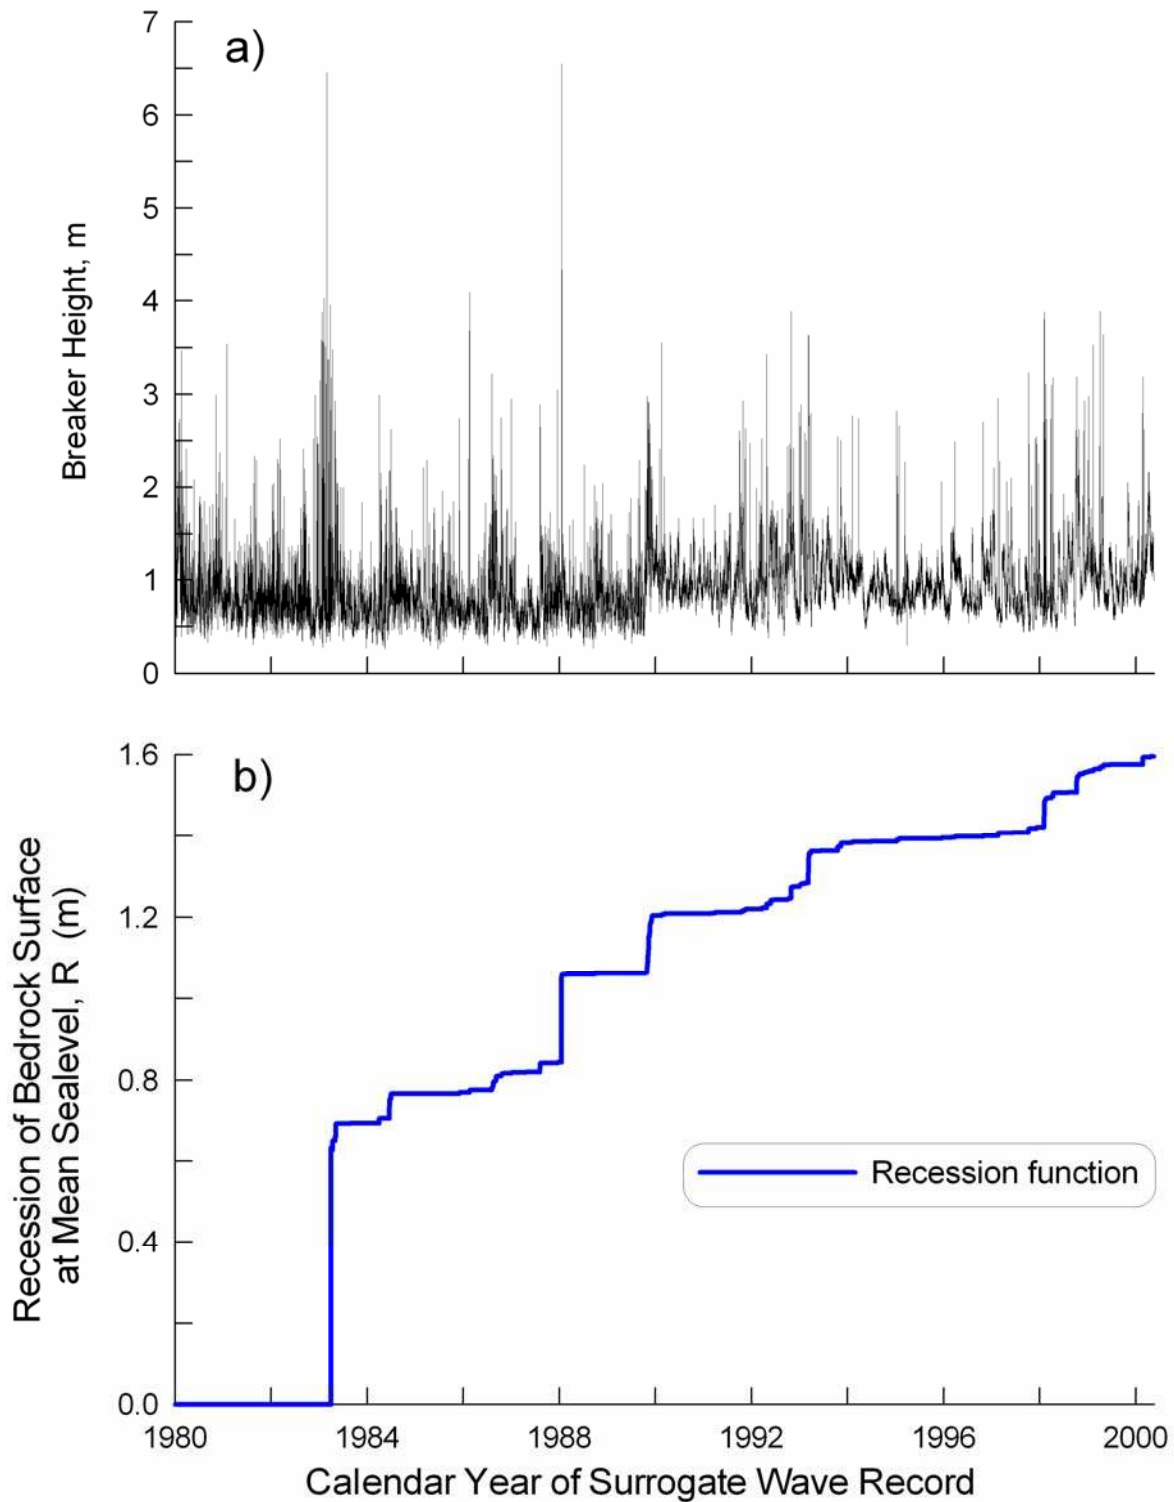 a)
7
6
5
4
3
2
1
0
Breaker Height, m
b)
1.6
1.2
0.8
0.4
0.0
Recession of Bedrock Surface
at Mean Sealevel, R (m)
Recession function
1980 1984 1988 1992 1996 2000
Calendar Year of Surrogate Wave Record